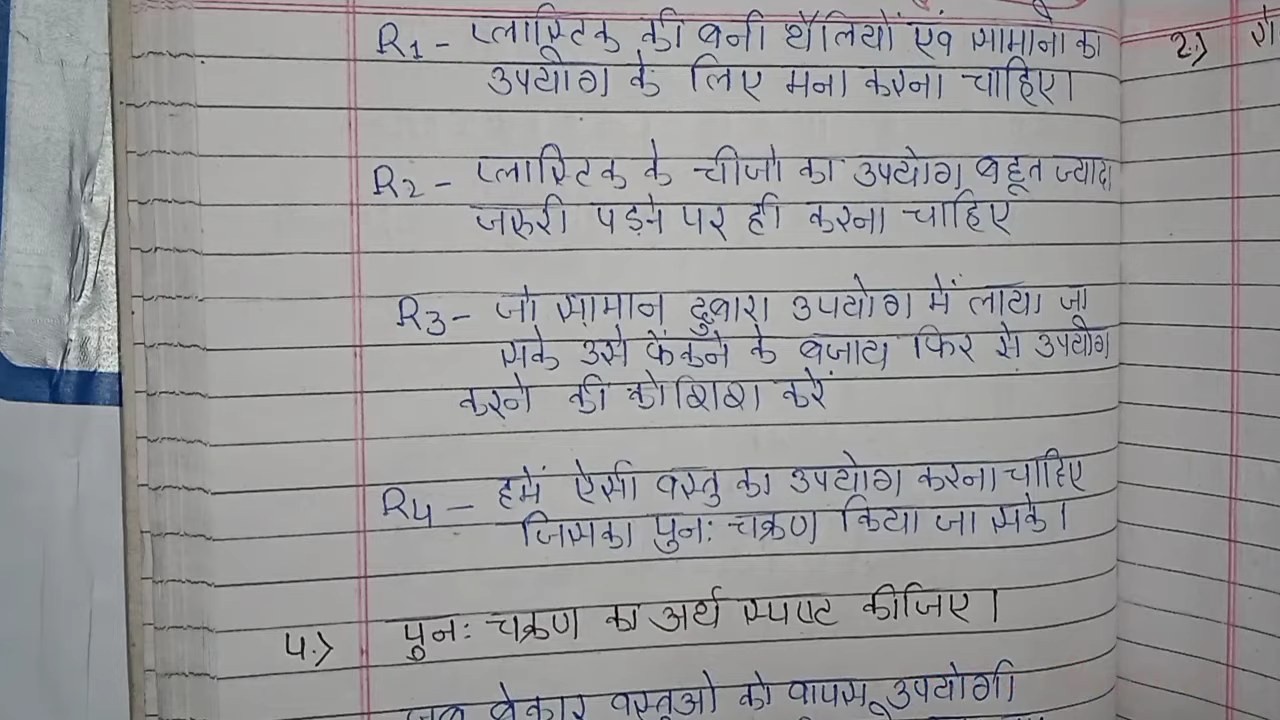 R1 - प्लास्टिक की बनी थैलियों एवं सामानो का
उपयोग के लिए मना करना चाहिए।
R2 - प्लास्टिक के चीजो का उपयोग बहूत ज्यादा
जरुरी पड़ने पर ही करना चाहिए
R3 - जो सामान दुबारा उपयोग में लाया जा
सके उसे फेंकने के बजाय फिर से उपयोग
करने की कोशिश करें
R4 - हमें ऐसी वस्तु का उपयोग करना चाहिए
जिसका पुन: चक्रण किया जा सके।
4.> पुन: चक्रण का अर्थ स्पष्ट कीजिए।
जब बेकार वस्तुओ को वापस उपयोगी
2.>